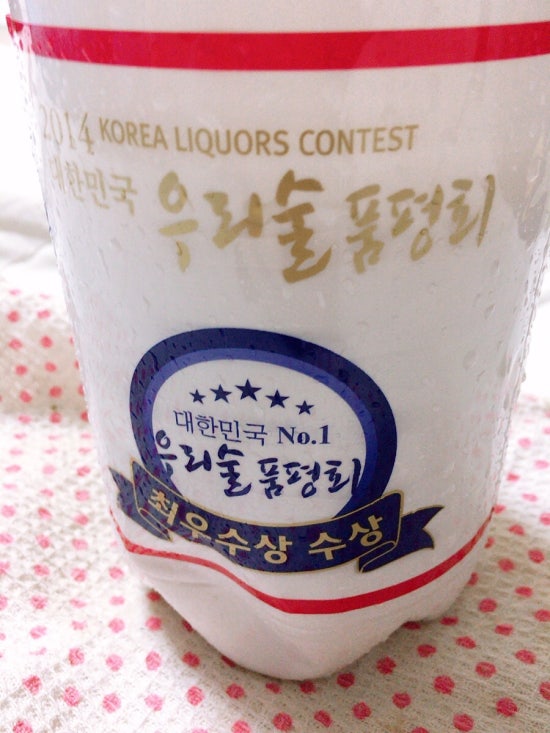 2014 KOREA LIQUORS CONTEST
대한민국 우리술 품평회
대한민국 No.1
우리술 품평회
최우수상 수상